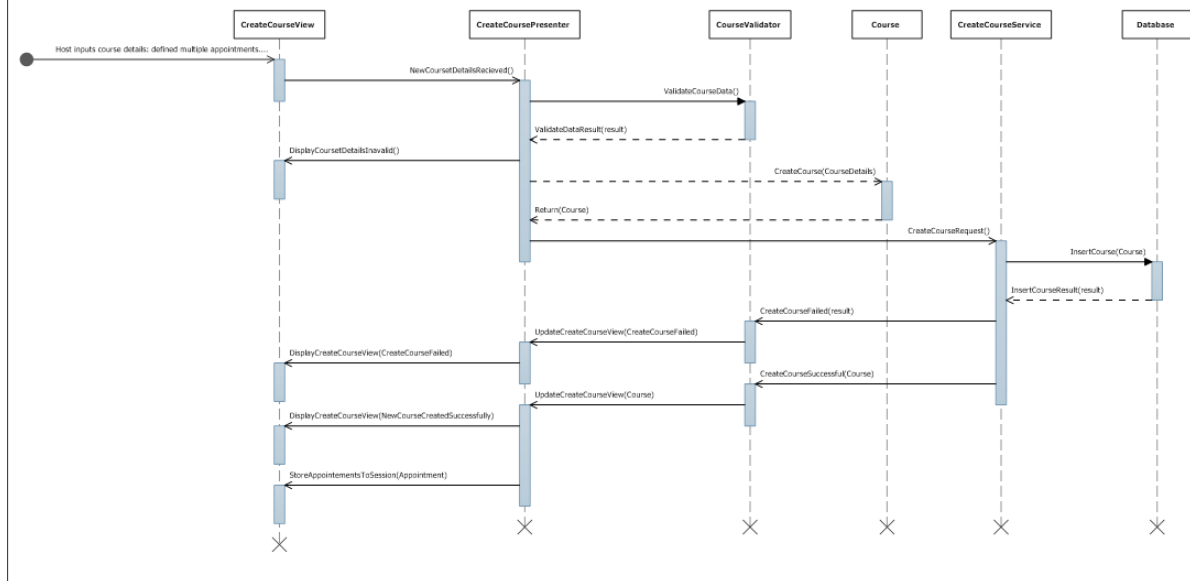 CreateCourseView
CreateCoursePresenter
CourseValidator
Course
CreateCourseService
Database
Host inputs course details: defined multiple appointments....
NewCoursetDetailsRecieved()
ValidateCourseData()
ValidateDataResult(result)
DisplayCoursetDetailsInavalid()
CreateCourse(CourseDetails)
Return(Course)
CreateCourseRequest()
InsertCourse(Course)
InsertCourseResult(result)
CreateCourseFailed(result)
UpdateCreateCourseView(CreateCourseFailed)
DisplayCreateCourseView(CreateCourseFailed)
CreateCourseSuccessful(Course)
UpdateCreateCourseView(Course)
DisplayCreateCourseView(NewCourseCreatedSuccessfully)
StoreAppointementsToSession(Appointment)